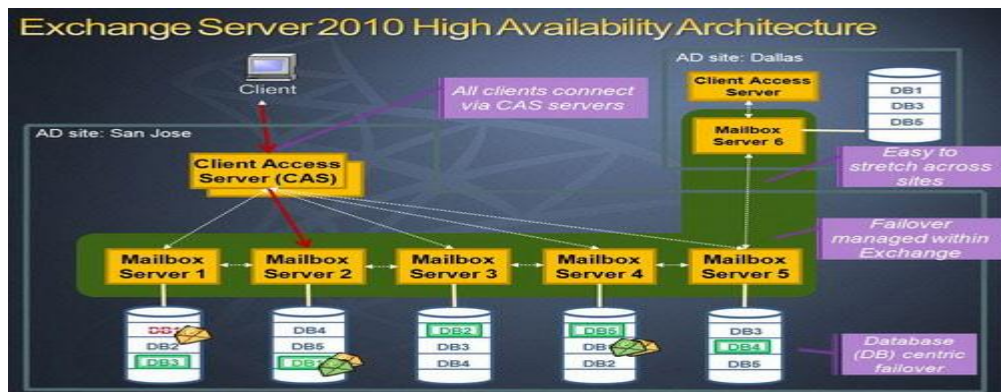 Exchange Server 2010 High Availability Architecture
AD site: Dallas
Client
All clients connect
via CAS servers
Client Access
Server
DB1
DB3
DB5
AD site: San Jose
Mailbox
Server 6
Client Access
Server (CAS)
Easy to
stretch across
sites
Failover
managed within
Exchange
Mailbox
Server 1
Mailbox
Server 2
Mailbox
Server 3
Mailbox
Server 4
Mailbox
Server 5
DB1
DB2
DB3
DB4
DB5
DB2
DB3
DB4
DB5
DB2
DB3
DB4
DB5
Database
(DB) centric
failover